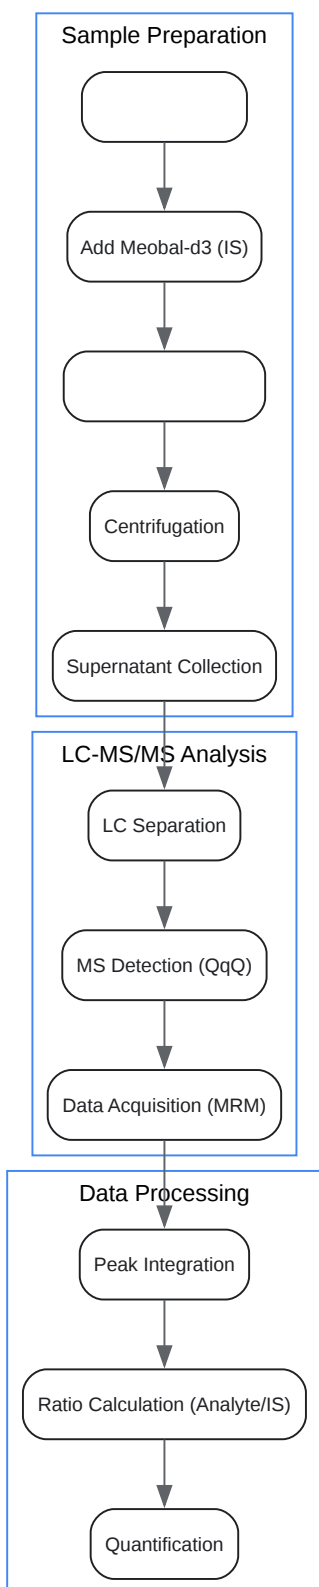 Sample Preparation
Add Meobal-d3 (IS)
Centrifugation
Supernatant Collection
LC-MS/MS Analysis
LC Separation
MS Detection (QqQ)
Data Acquisition (MRM)
Data Processing
Peak Integration
Ratio Calculation (Analyte/IS)
Quantification